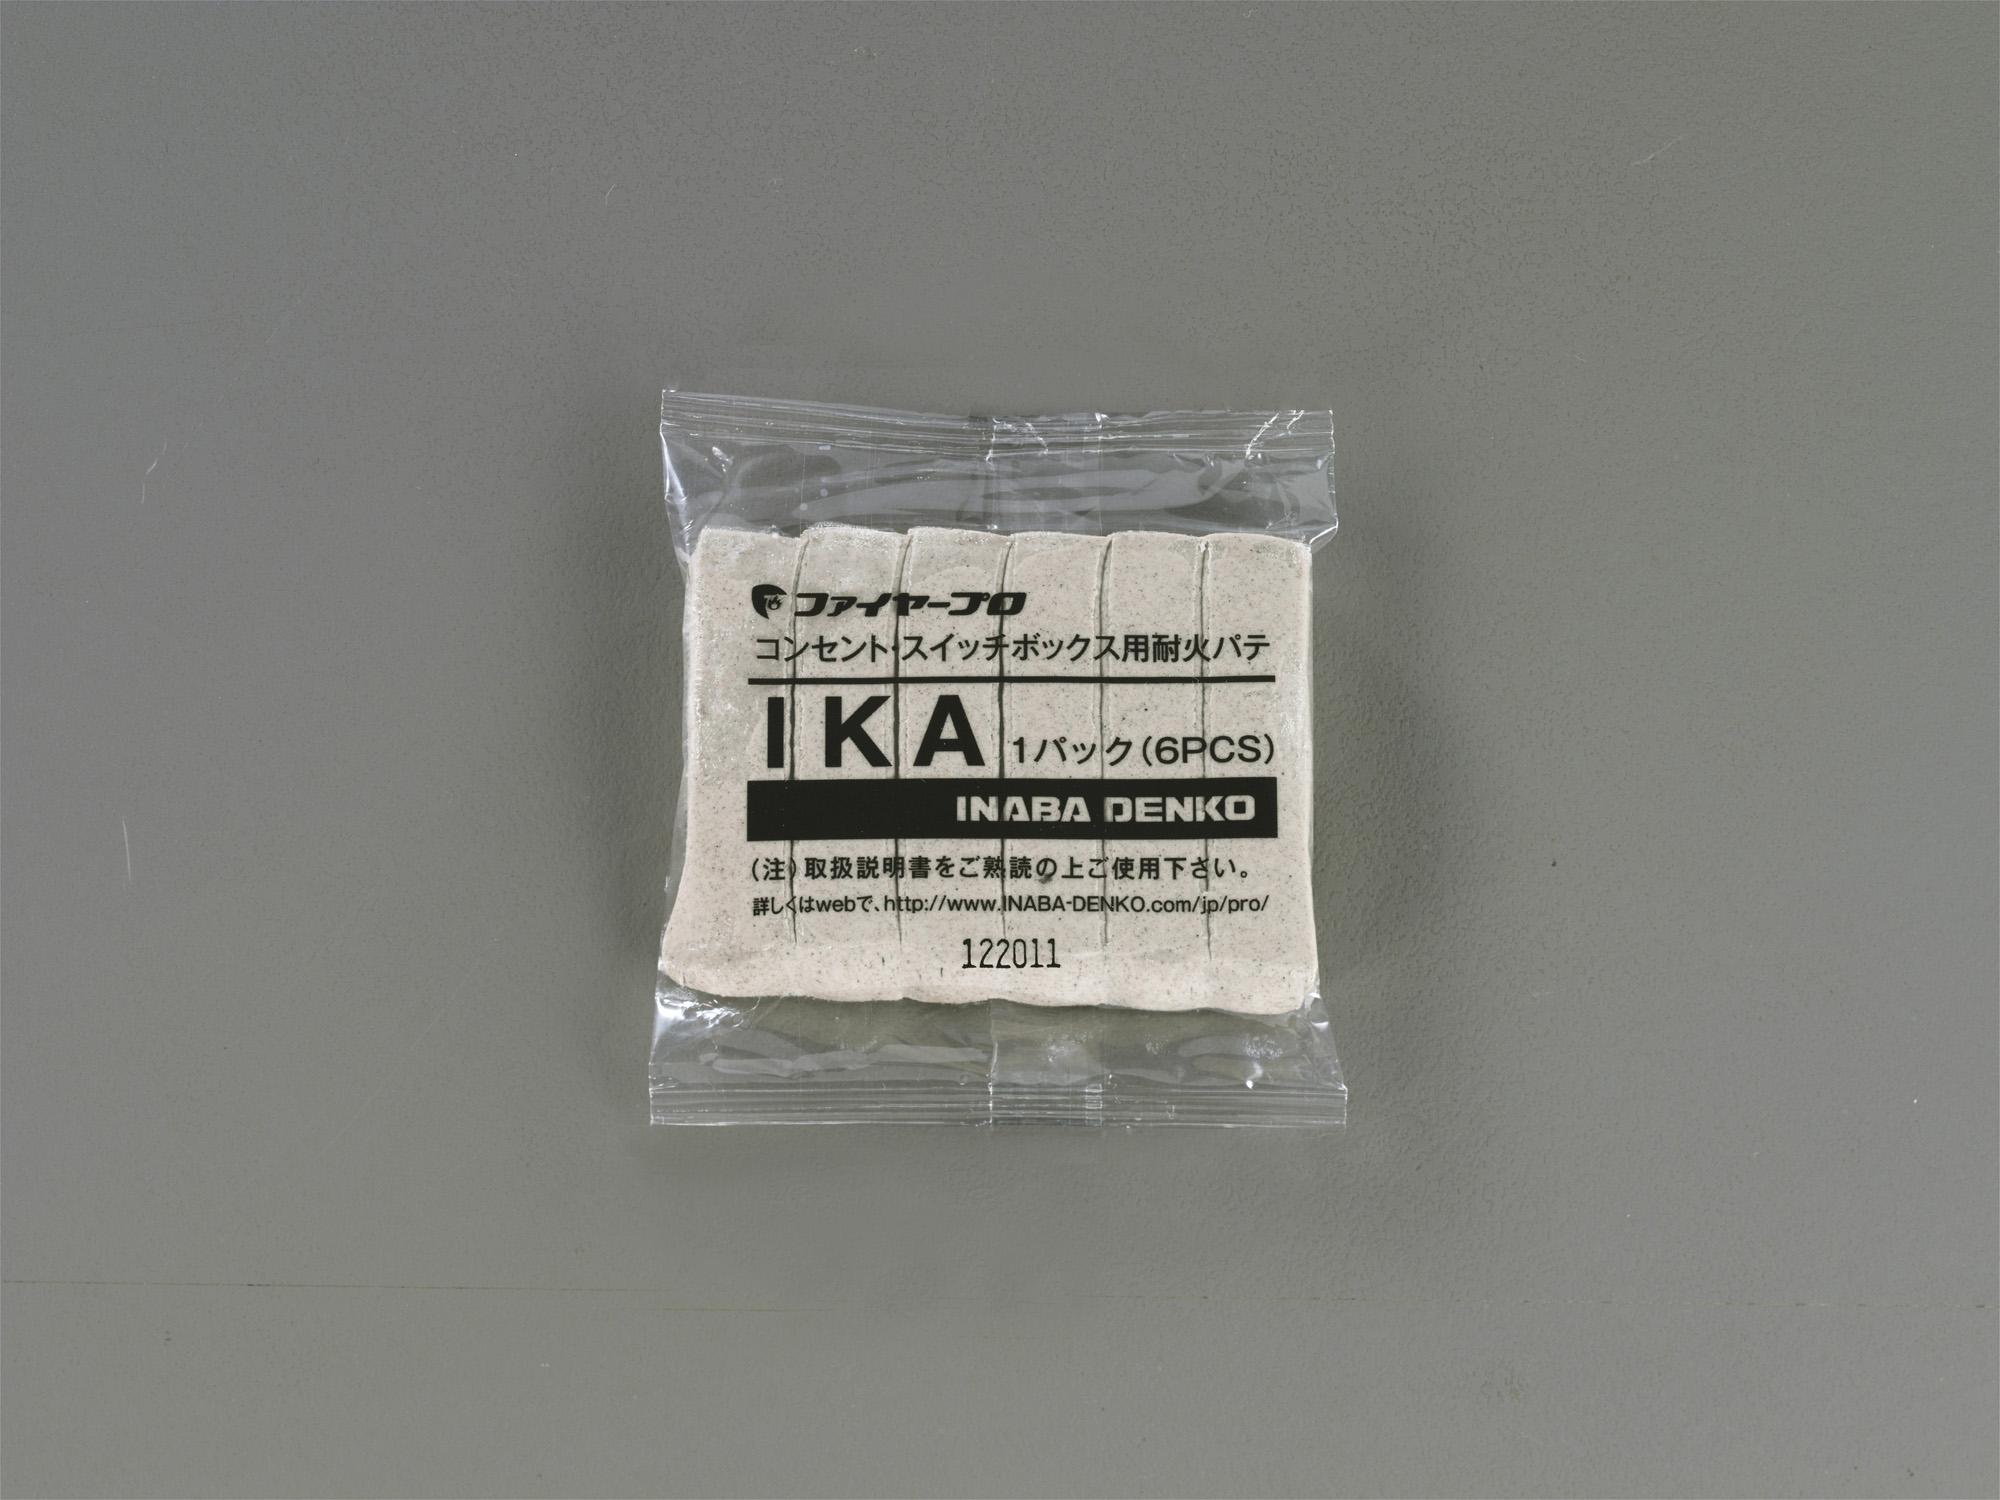 ファイヤープロ
コンセント・スイッチボックス用耐火パテ
IKA 1パック(6PCS)
INABA DENKO
(注)取扱説明書をご熟読の上ご使用下さい。
詳しくはwebで、http://www.INABA-DENKO.com/jp/pro/
122011